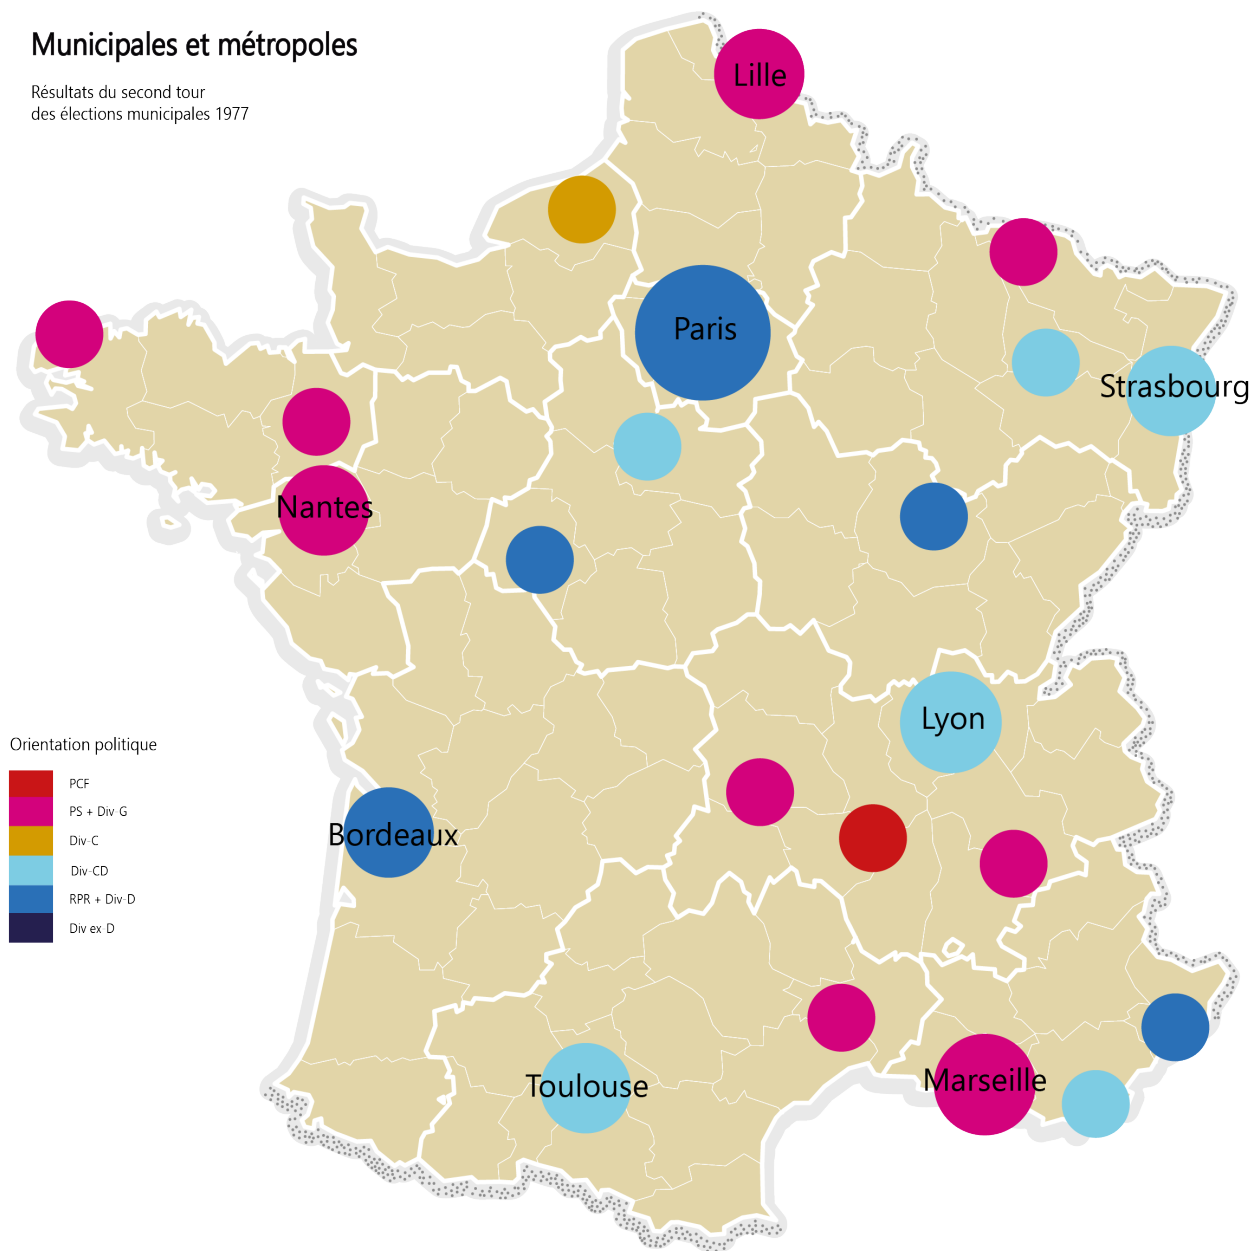 Municipales et métropoles
Résultats du second tour
des élections municipales 1977
Lille
Paris
Strasbourg
Nantes
Lyon
Bordeaux
Toulouse
Marseille
Orientation politique
PCF
PS + Div-G
Div-C
Div-CD
RPR + Div-D
Div ex D